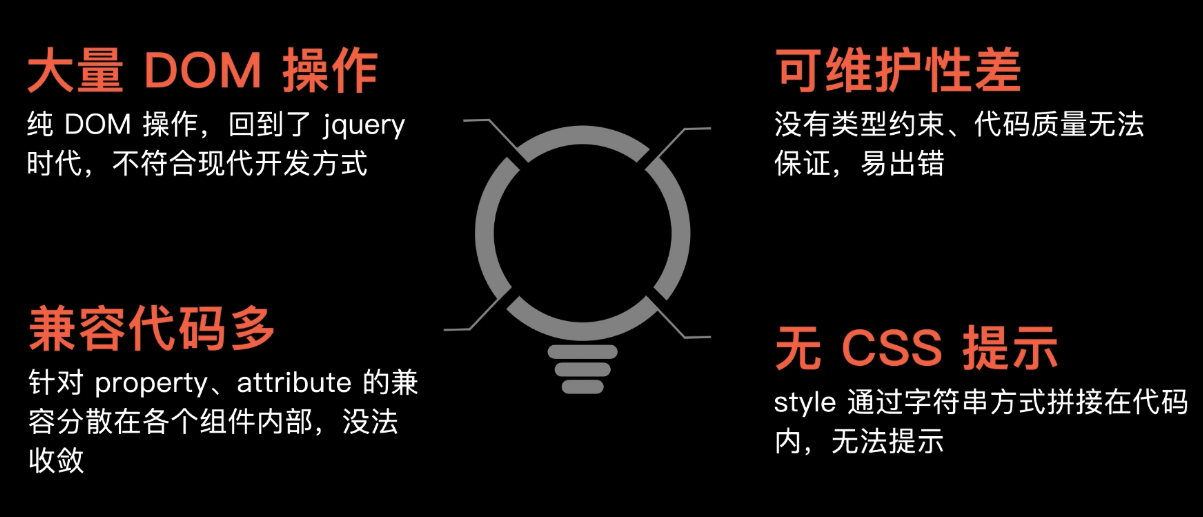 大量 DOM 操作
纯 DOM 操作，回到了 jquery
时代，不符合现代开发方式
可维护性差
没有类型约束、代码质量无法
保证，易出错
兼容代码多
针对 property、attribute 的兼
容分散在各个组件内部，没法
收敛
无 CSS 提示
style 通过字符串方式拼接在代码
内，无法提示